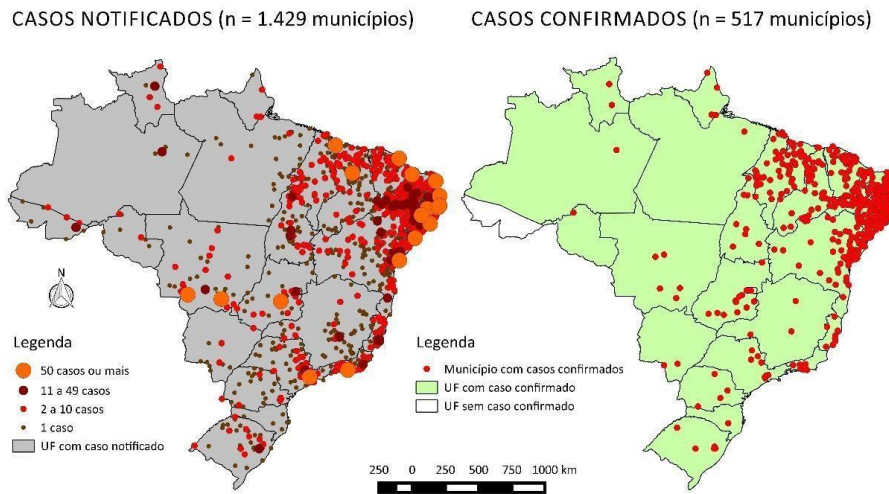 CASOS NOTIFICADOS (n = 1.429 municípios)
CASOS CONFIRMADOS (n = 517 municípios)
N
Legenda
50 casos ou mais
11 a 49 casos
2 a 10 casos
1 caso
UF com caso notificado
Legenda
Município com casos confirmados
UF com caso confirmado
UF sem caso confirmado
250 0 250 500 750 1000 km